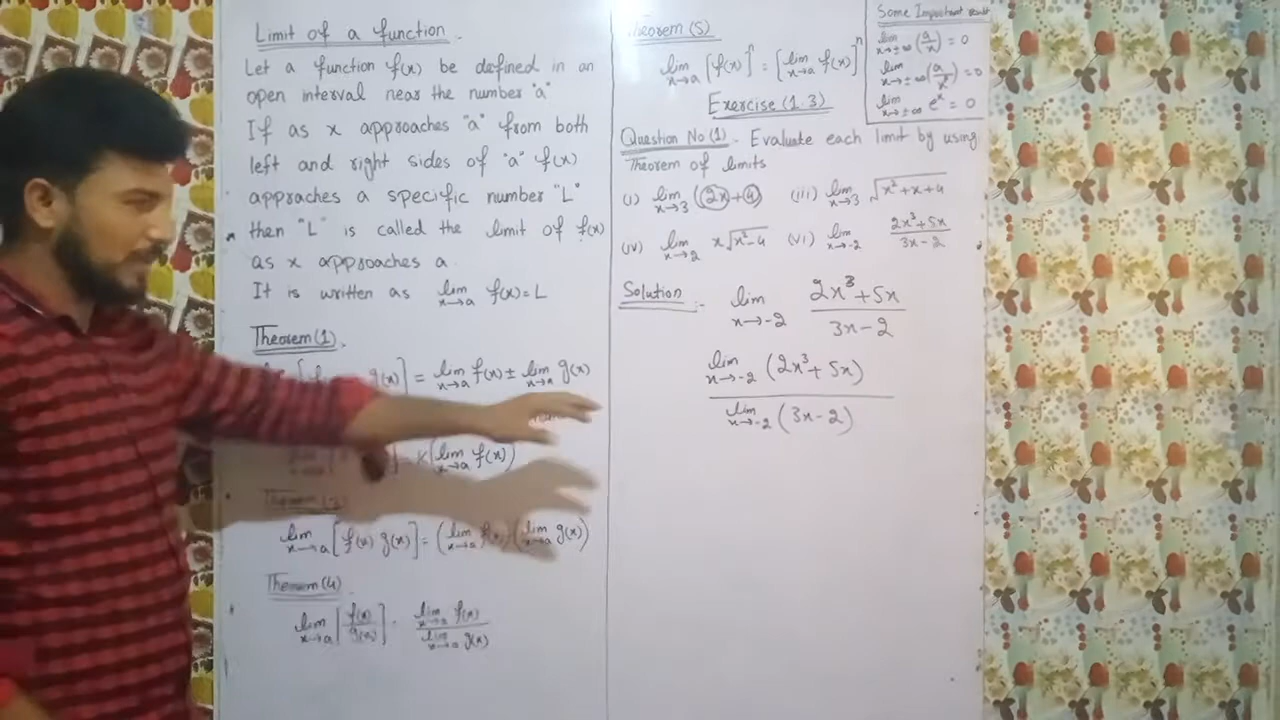 Limit of a function.
Let a function f(x) be defined in an
open interval near the number "a"
If as x approaches "a" from both
left and right sides of "a" f(x)
approaches a specific number "L"
then "L" is called the limit of f(x)
as x approaches a
It is written as lim x→a f(x)=L
Theorem (1).
g(x)] = lim x→a f(x) ± lim x→a g(x)
K(lim x→a f(x))
lim x→a [f(x) g(x)] = (lim x→a f(x)) (lim x→a g(x))
Theorem (4)
lim x→a [f(x)/g(x)] . lim x→a f(x) / lim x→a g(x)
Theorem (5)
lim x→a [f(x)]^n = [lim x→a f(x)]^n
Some Important result
lim x→±∞ (a/x) = 0
lim x→±∞ = 0
lim x→±∞ e^x = 0
Exercise (1.3)
Question No (1). Evaluate each limit by using
Theorem of limits
(i) lim x→3 (2x+4) (iii) lim x→3 √(x²+x+4)
(iv) lim x→2 x√(x²-4) (vi) lim x→-2 (2x³+5x)/(3x-2)
Solution:- lim x→-2 (2x³+5x)/(3x-2)
lim x→-2 (2x³+5x)
lim x→-2 (3x-2)